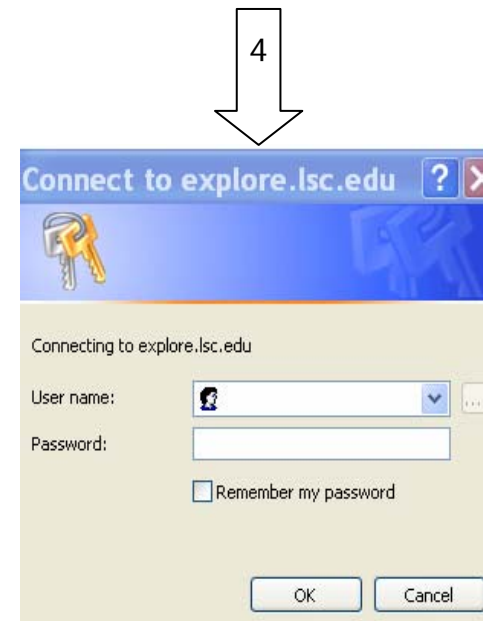 4
Connect to explore.lsc.edu
Connecting to explore.lsc.edu
User name:
Password:
Remember my password
OK Cancel